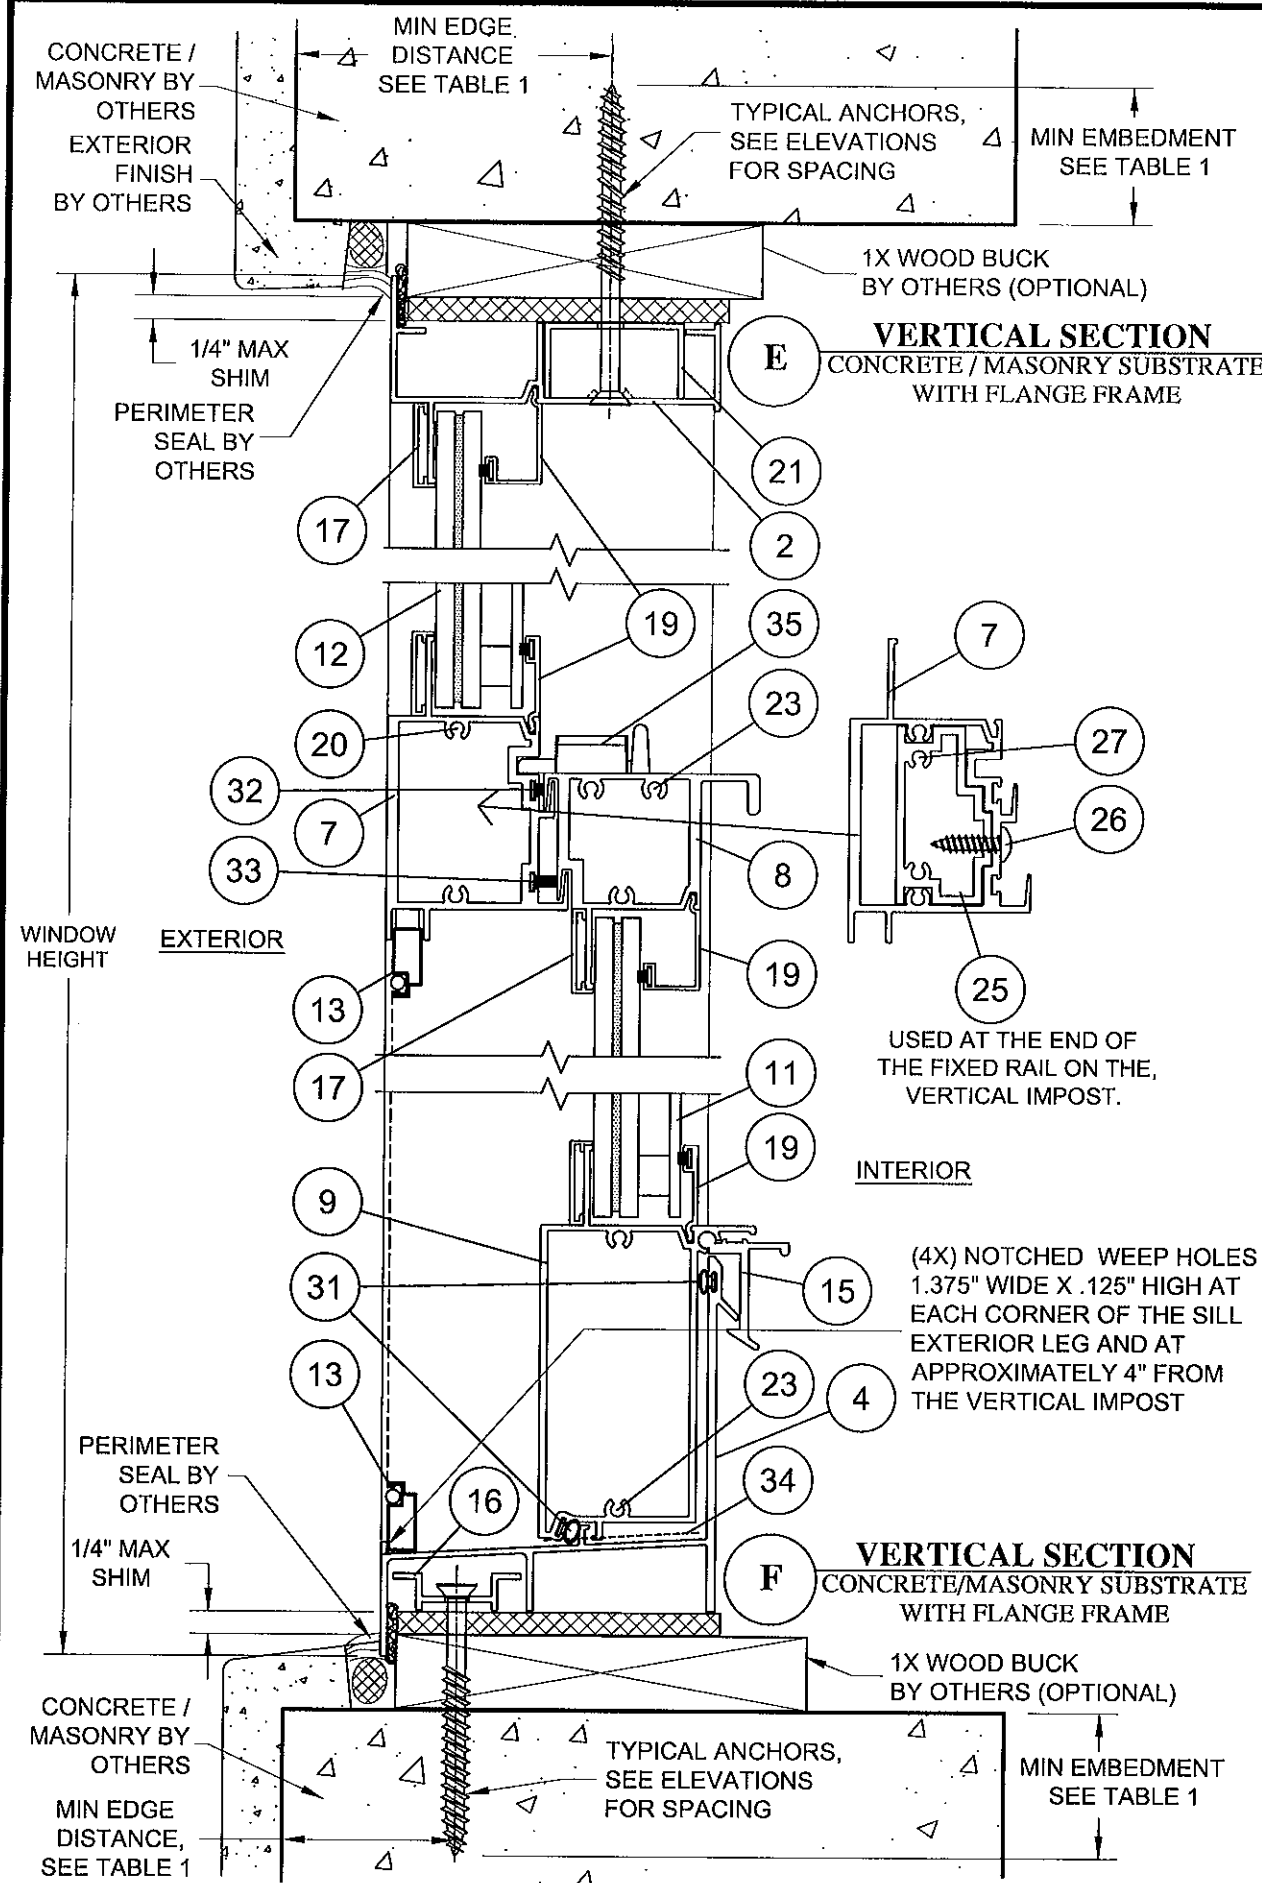 CONCRETE /
MASONRY BY
OTHERS
MIN EDGE
DISTANCE
SEE TABLE 1
TYPICAL ANCHORS,
SEE ELEVATIONS
FOR SPACING
MIN EMBEDMENT
SEE TABLE 1
EXTERIOR
FINISH
BY OTHERS
1X WOOD BUCK
BY OTHERS (OPTIONAL)
1/4" MAX
SHIM
E
VERTICAL SECTION
CONCRETE / MASONRY SUBSTRATE
WITH FLANGE FRAME
PERIMETER
SEAL BY
OTHERS
21
17
2
12
19
35
7
23
20
27
32
7
26
33
8
WINDOW
HEIGHT
EXTERIOR
13
19
25
USED AT THE END OF
THE FIXED RAIL ON THE,
VERTICAL IMPOST.
17
11
19
INTERIOR
9
(4X) NOTCHED WEEP HOLES
1.375" WIDE X .125" HIGH AT
EACH CORNER OF THE SILL
EXTERIOR LEG AND AT
APPROXIMATELY 4" FROM
THE VERTICAL IMPOST
31
15
13
23
4
PERIMETER
SEAL BY
OTHERS
16
34
1/4" MAX
SHIM
F
VERTICAL SECTION
CONCRETE/MASONRY SUBSTRATE
WITH FLANGE FRAME
1X WOOD BUCK
BY OTHERS (OPTIONAL)
CONCRETE /
MASONRY BY
OTHERS
TYPICAL ANCHORS,
SEE ELEVATIONS
FOR SPACING
MIN EMBEDMENT
SEE TABLE 1
MIN EDGE
DISTANCE,
SEE TABLE 1